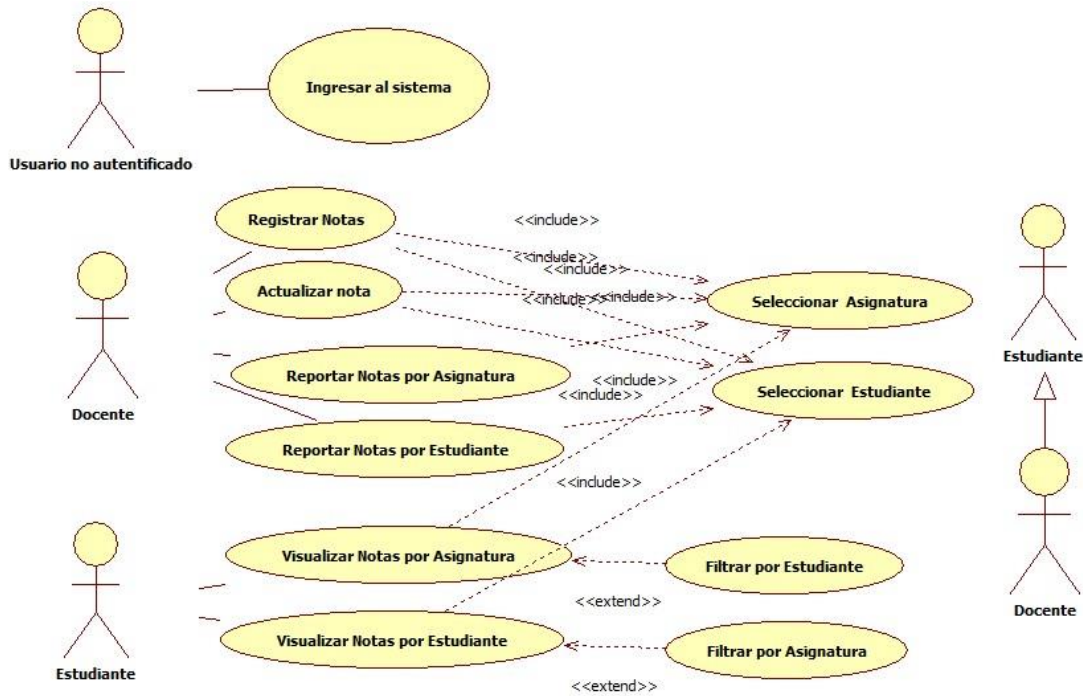 Ingresar al sistema
Usuario no autentificado
Registrar Notas
<<include>>
<<include>>
<<include>>
Actualizar nota
<<include>>
<<include>>
Seleccionar Asignatura
Estudiante
Reportar Notas por Asignatura
<<include>>
<<include>>
Seleccionar Estudiante
Docente
Reportar Notas por Estudiante
<<include>>
Visualizar Notas por Asignatura
Filtrar por Estudiante
<<extend>>
Docente
Visualizar Notas por Estudiante
Filtrar por Asignatura
Estudiante
<<extend>>